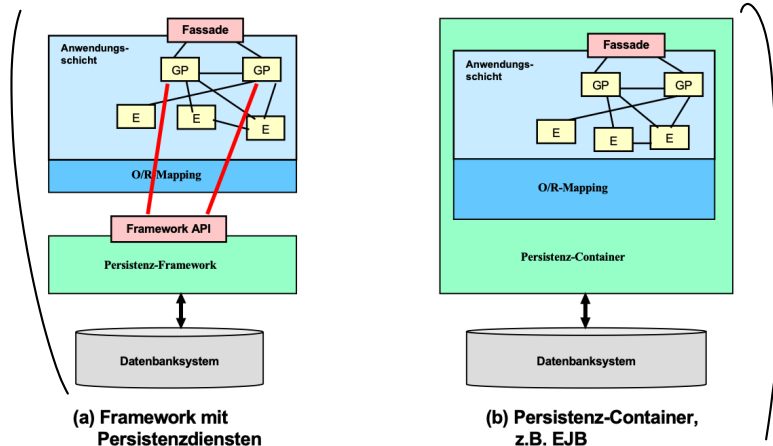 Fassade
Anwendungs-
schicht
GP
GP
E
E
E
O/R-Mapping
Framework API
Persistenz-Framework
Datenbanksystem
(a) Framework mit
Persistenzdiensten
Fassade
Anwendungs-
schicht
GP
GP
E
E
E
O/R-Mapping
Persistenz-Container
Datenbanksystem
(b) Persistenz-Container,
z.B. EJB